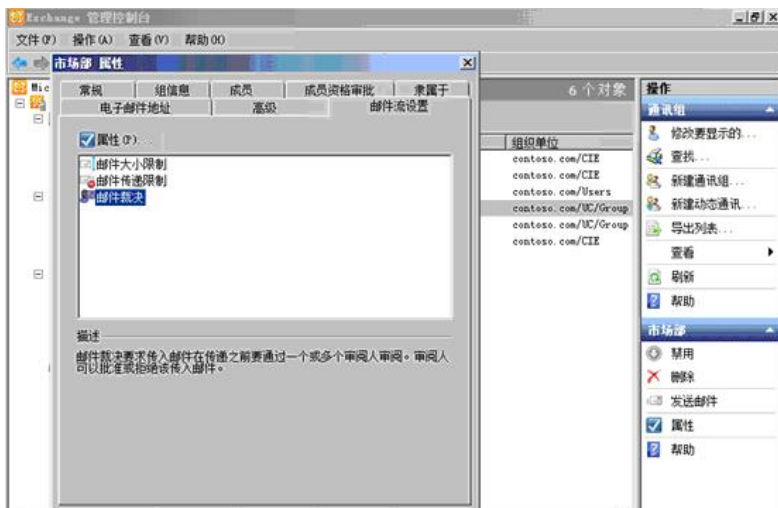 Exchange 管理控制台
文件(F) 操作(A) 查看(V) 帮助(H)
市场部 属性
常规 组信息 成员 成员资格审批 隶属于
电子邮件地址 高级 邮件流设置
属性(P)...
邮件大小限制
邮件传递限制
邮件裁决
描述
邮件裁决要求传入邮件在传递之前要通过一个或多个审阅人审阅。审阅人
可以批准或拒绝该传入邮件。
Mic
6 个对象
组织单位
contoso.com/CIE
contoso.com/CIE
contoso.com/Users
contoso.com/UC/Group
contoso.com/UC/Group
contoso.com/CIE
操作
通讯组
修改要显示的...
查找...
新建通讯组...
新建动态通讯...
导出列表...
查看
刷新
帮助
市场部
禁用
删除
发送邮件
属性
帮助